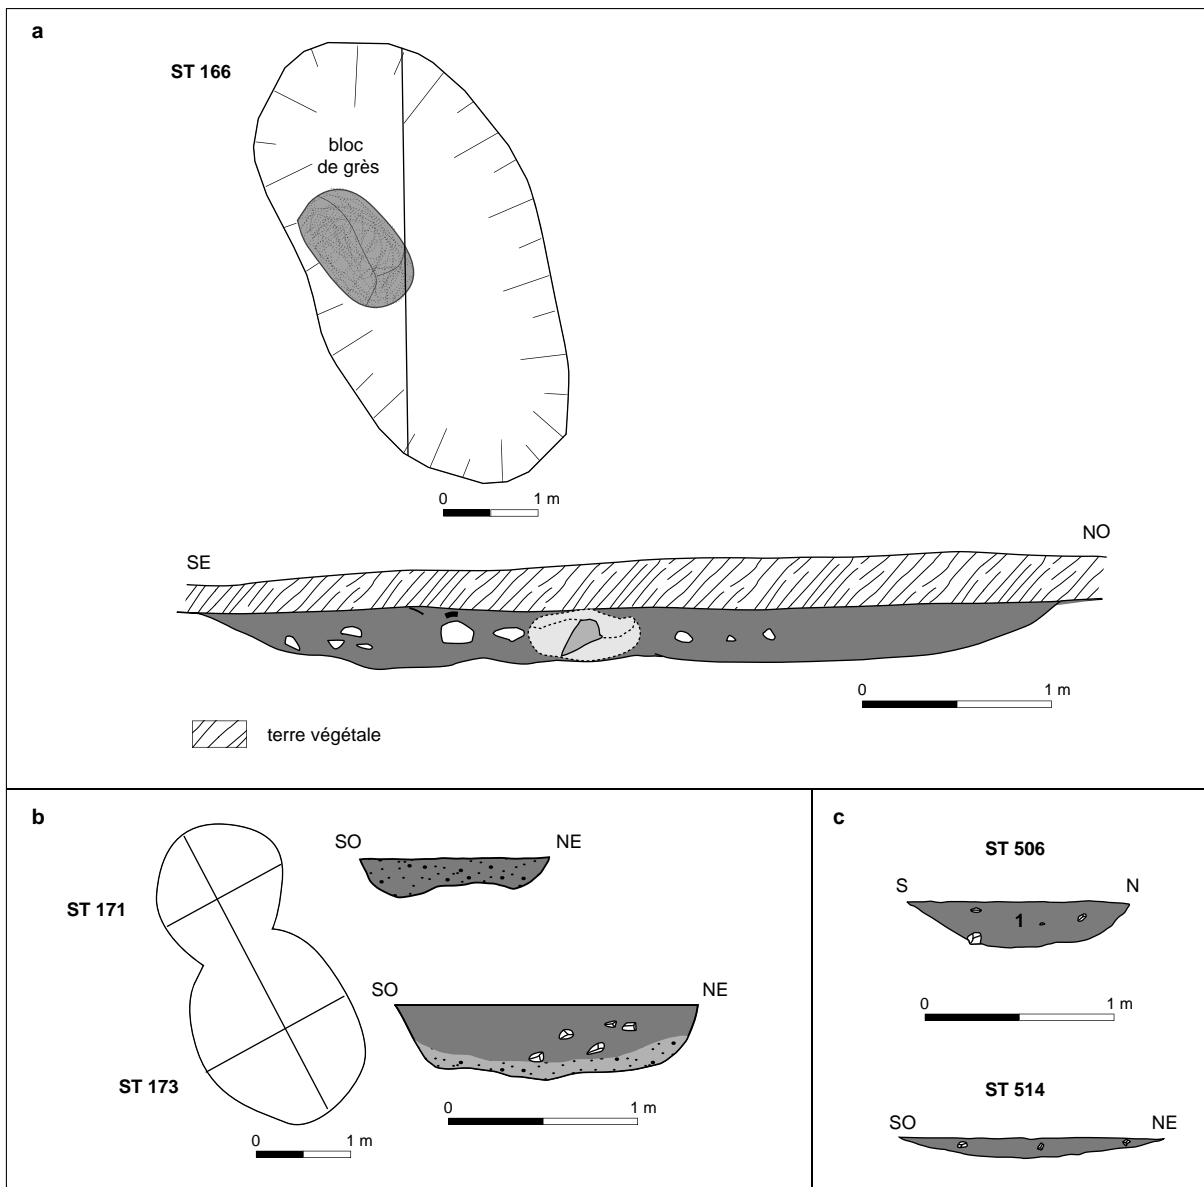 a
ST 166
bloc
de grès
0 1 m
SE NO
0 1 m
terre végétale
b
SO NE
ST 171
SO NE
ST 173
0 1 m
0 1 m
c
ST 506
S N
1
0 1 m
ST 514
SO NE